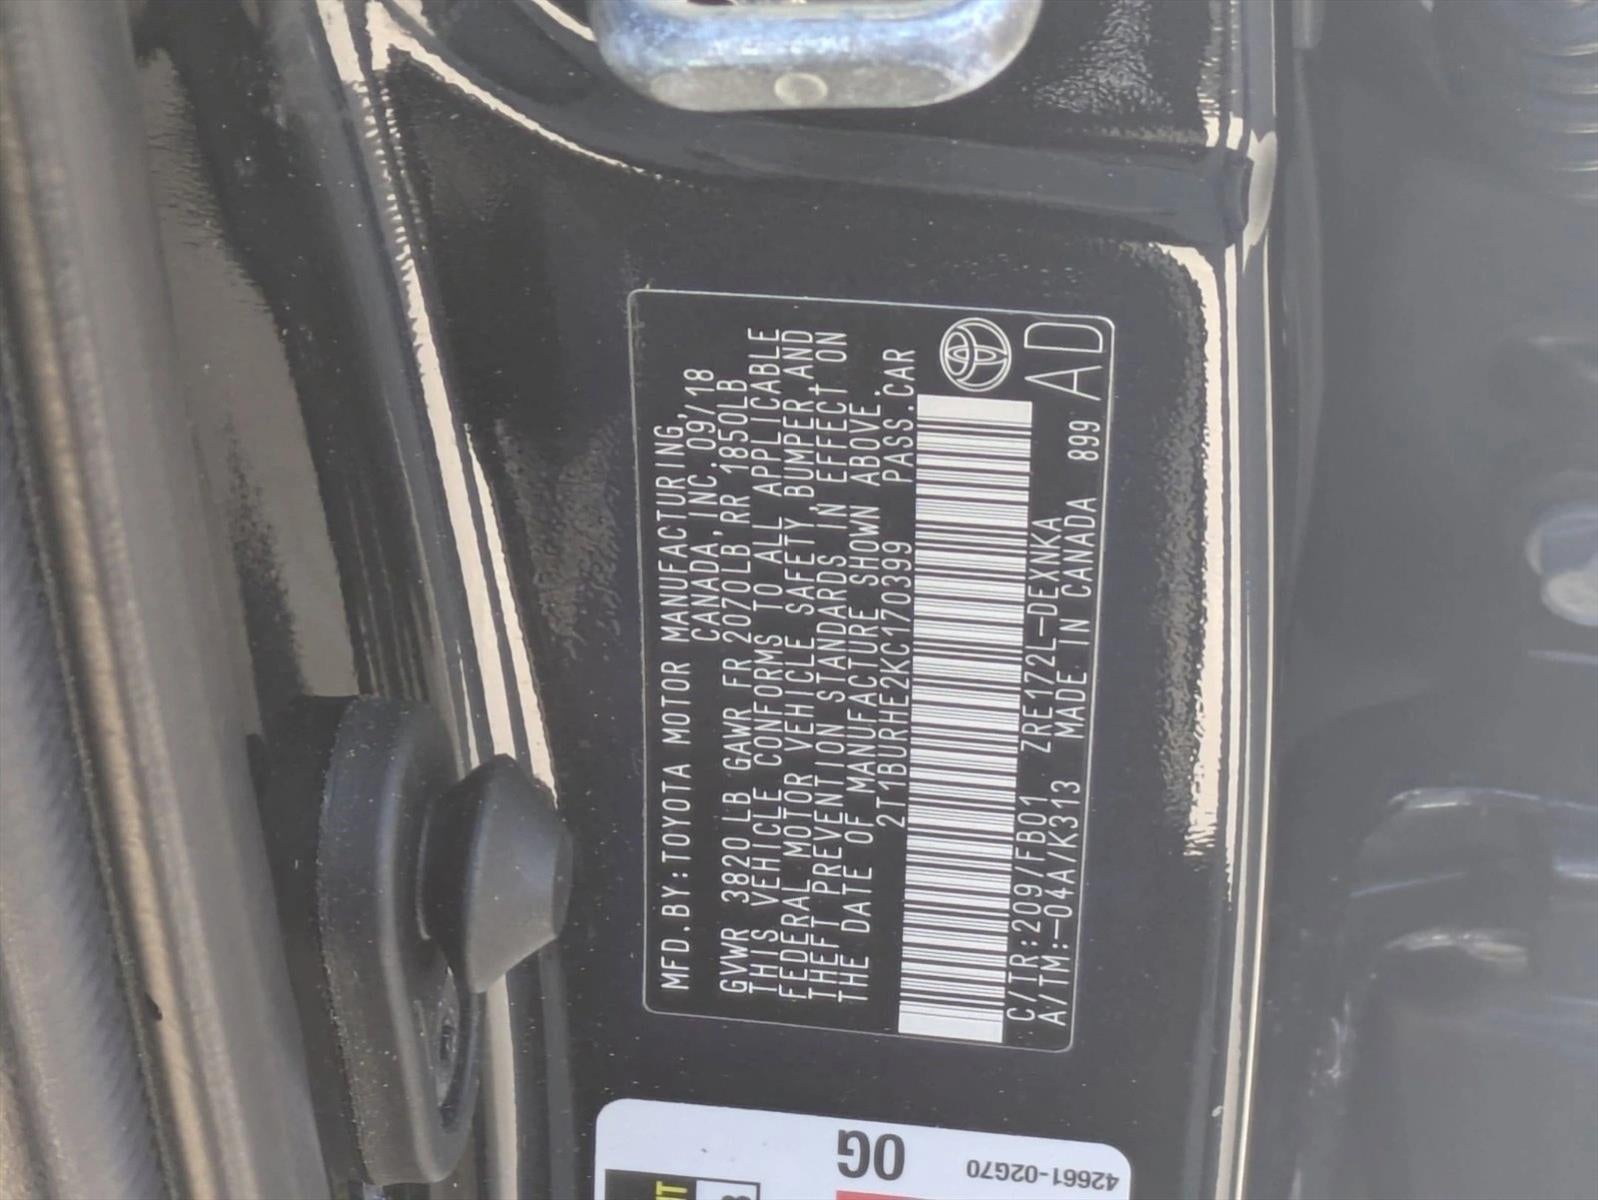 MFD.BY:TOYOTA MOTOR MANUFACTURING,
CANADA,INC.09/18
GVWR 3820LB GAWR FR 2070LB,RR 1850LB
THIS VEHICLE CONFORMS TO ALL APPLICABLE
FEDERAL MOTOR VEHICLE SAFETY,BUMPER,AND
THEFT PREVENTION STANDARDS IN EFFECT ON
THE DATE OF MANUFACTURE SHOWN ABOVE.
2T1BURHE2KC170399 PASS.CAR
C/TR:209/FB01 ZRE172L-DEXNKA
A/TM:-04A/K313 MADE IN CANADA 899
AD
0G
42661-02G70